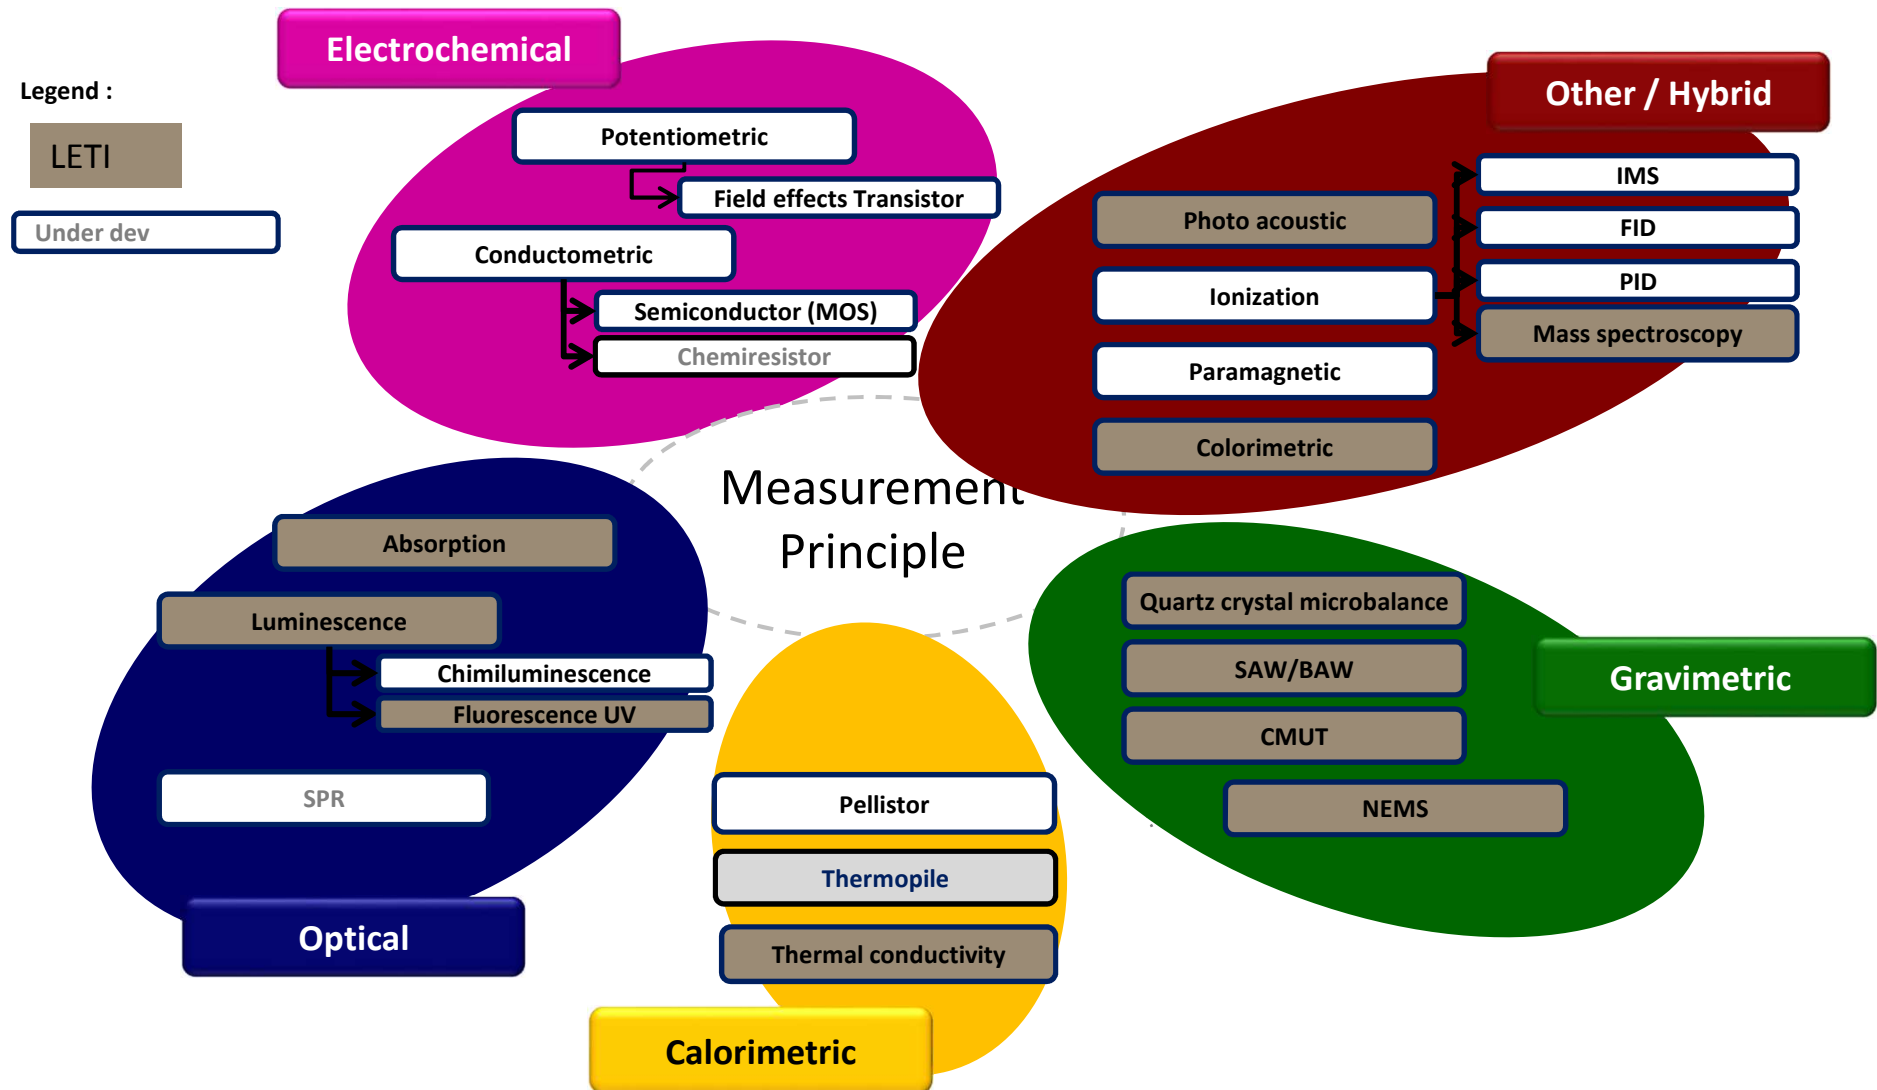 Electrochemical
Legend :
LETI
Under dev
Potentiometric
Field effects Transistor
Conductometric
Semiconductor (MOS)
Chemiresistor
Other / Hybrid
IMS
Photo acoustic
FID
Ionization
PID
Mass spectroscopy
Paramagnetic
Colorimetric
Measurement
Principle
Absorption
Luminescence
Chimiluminescence
Fluorescence UV
SPR
Optical
Quartz crystal microbalance
SAW/BAW
Gravimetric
CMUT
NEMS
Pellistor
Thermopile
Thermal conductivity
Calorimetric